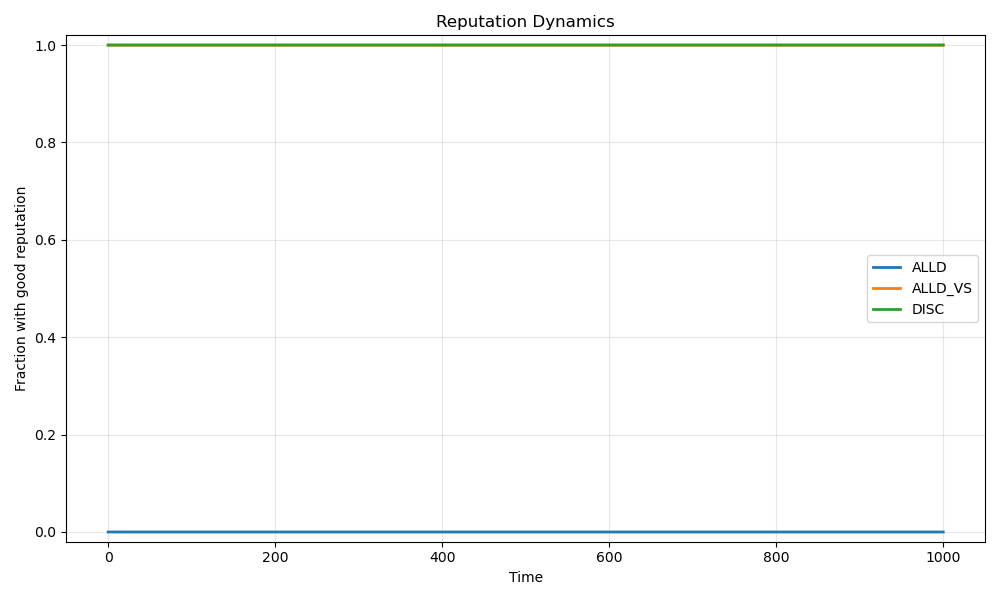 Reputation Dynamics
Fraction with good reputation
1.0
0.8
0.6
0.4
0.2
0.0
ALLD
ALLD_VS
DISC
0 200 400 600 800 1000
Time